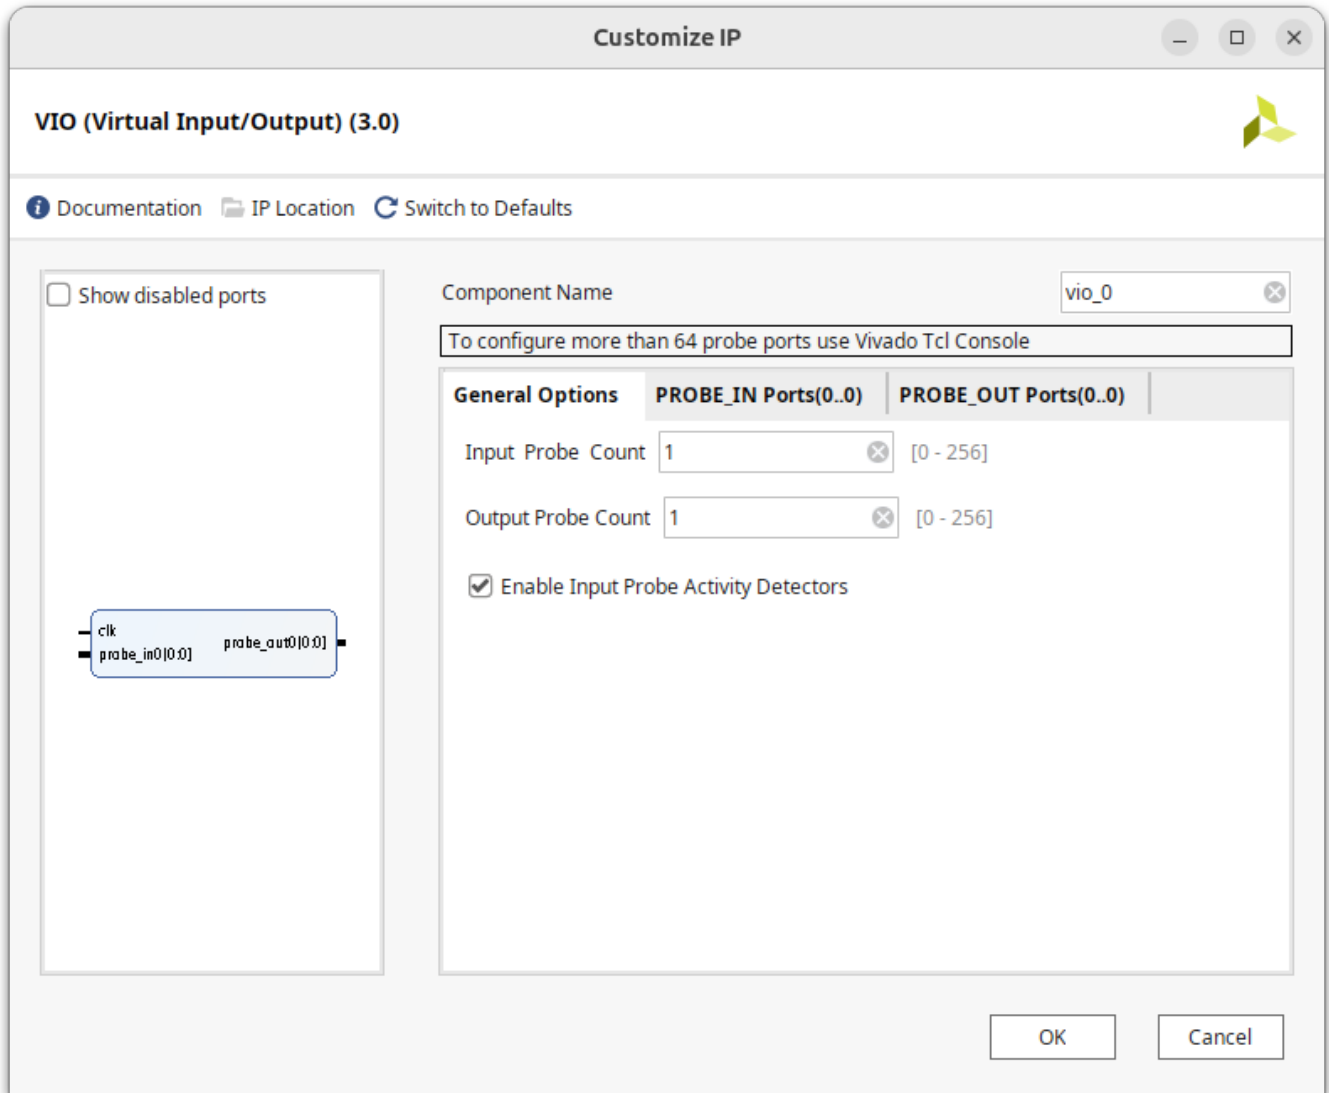 Customize IP
VIO (Virtual Input/Output) (3.0)
Documentation IP Location Switch to Defaults
Show disabled ports
clk
probe_in0[0:0]
probe_out0[0:0]
Component Name vio_0
To configure more than 64 probe ports use Vivado Tcl Console
General Options PROBE_IN Ports(0..0) PROBE_OUT Ports(0..0)
Input Probe Count 1 [0 - 256]
Output Probe Count 1 [0 - 256]
Enable Input Probe Activity Detectors
OK Cancel